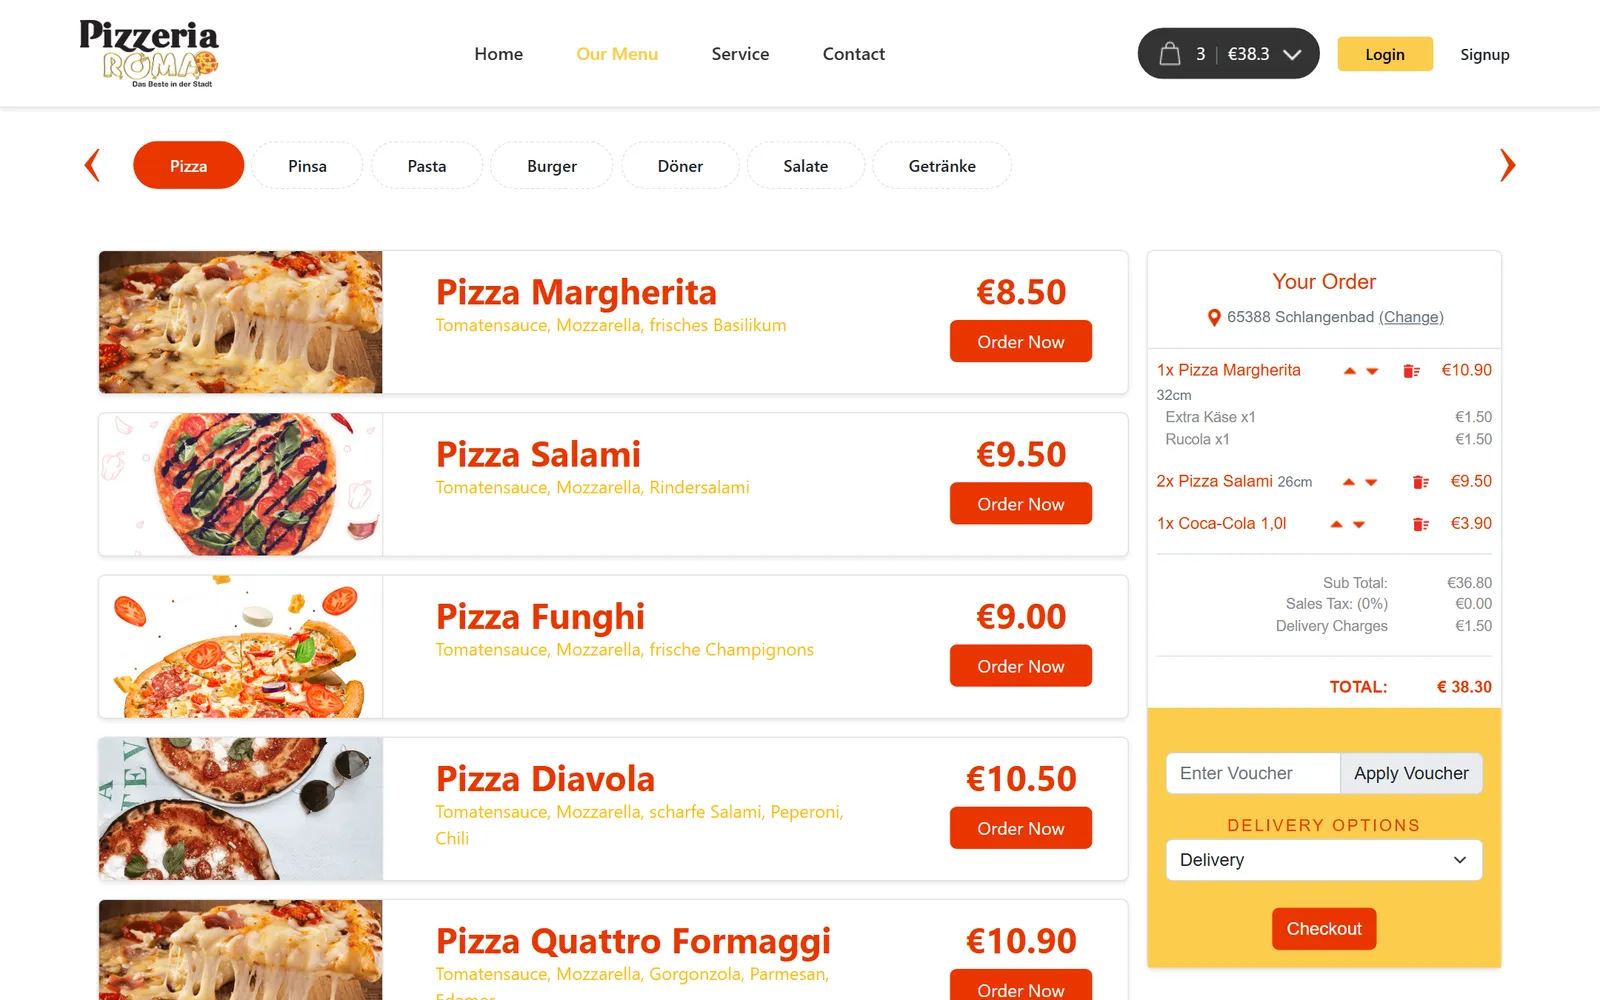 Pizzeria
ROMA
Das Beste in der Stadt
Home
Our Menu
Service
Contact
3 | €38.3
Login
Signup
Pizza
Pinsa
Pasta
Burger
Döner
Salate
Getränke
Pizza Margherita
Tomatensauce, Mozzarella, frisches Basilikum
€8.50
Order Now
Pizza Salami
Tomatensauce, Mozzarella, Rindersalami
€9.50
Order Now
Pizza Funghi
Tomatensauce, Mozzarella, frische Champignons
€9.00
Order Now
A
TEV
Pizza Diavola
Tomatensauce, Mozzarella, scharfe Salami, Peperoni,
Chili
€10.50
Order Now
Pizza Quattro Formaggi
Tomatensauce, Mozzarella, Gorgonzola, Parmesan,
Edamer
€10.90
Order Now
Your Order
65388 Schlangenbad (Change)
1x Pizza Margherita €10.90
32cm
Extra Käse x1 €1.50
Rucola x1 €1.50
2x Pizza Salami 26cm €9.50
1x Coca-Cola 1,0l €3.90
Sub Total: €36.80
Sales Tax: (0%) €0.00
Delivery Charges €1.50
TOTAL: € 38.30
Enter Voucher
Apply Voucher
DELIVERY OPTIONS
Delivery
Checkout